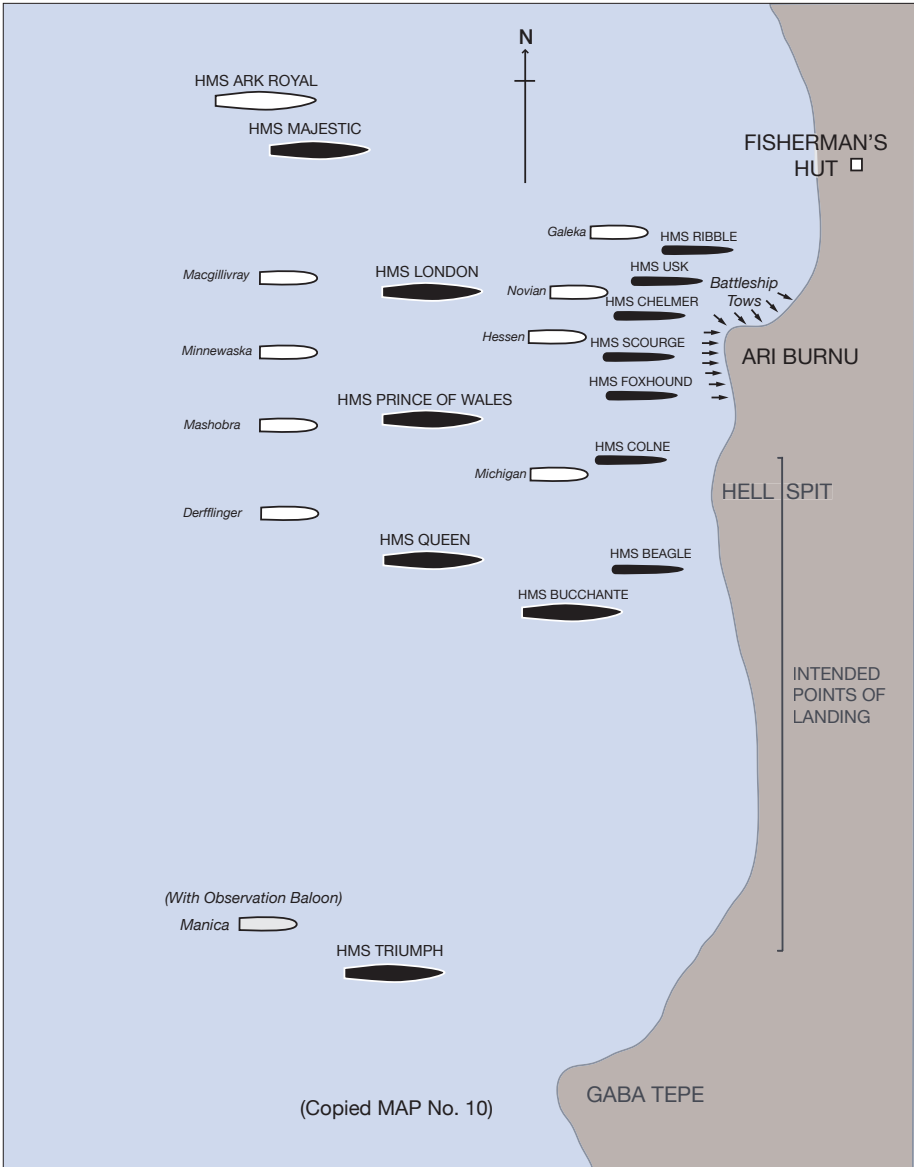 N
HMS ARK ROYAL
HMS MAJESTIC
FISHERMAN'S
HUT
Galeka
HMS RIBBLE
Macgillivray
HMS LONDON
HMS USK
Novian
Battleship
Tows
HMS CHELMER
Minnewaska
Hessen
HMS SCOURGE
ARI BURNU
HMS FOXHOUND
HMS PRINCE OF WALES
Mashobra
HMS COLNE
Michigan
HELL SPIT
Derfflinger
HMS QUEEN
HMS BEAGLE
HMS BUCCHANTE
INTENDED
POINTS OF
LANDING
(With Observation Baloon)
Manica
HMS TRIUMPH
GABA TEPE
(Copied MAP No. 10)